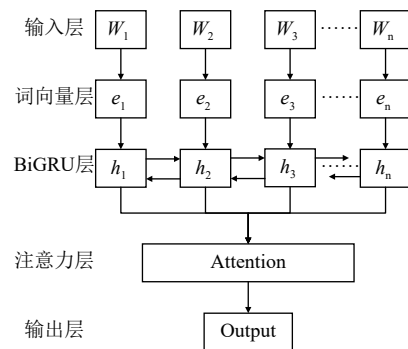 输入层 W1 W2 W3 ······ Wn
词向量层 e1 e2 e3 ······ en
BiGRU层 h1 h2 h3 ······ hn
注意力层 Attention
输出层 Output